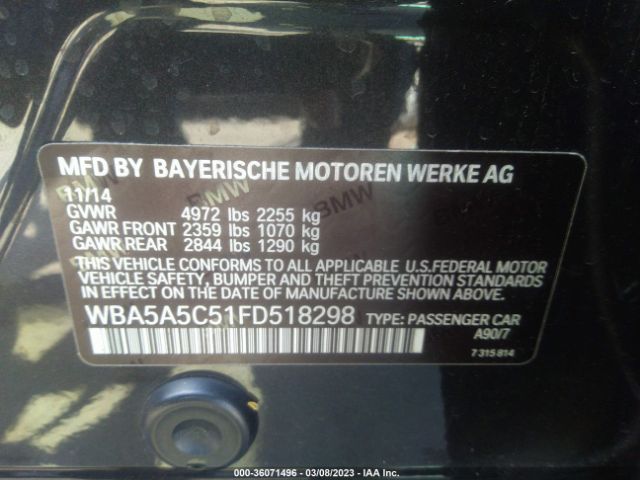 MFD BY BAYERISCHE MOTOREN WERKE AG
11/14
GVWR 4972 lbs 2255 kg
GAWR FRONT 2359 lbs 1070 kg
GAWR REAR 2844 lbs 1290 kg
THIS VEHICLE CONFORMS TO ALL APPLICABLE U.S.FEDERAL MOTOR
VEHICLE SAFETY, BUMPER AND THEFT PREVENTION STANDARDS
IN EFFECT ON THE DATE OF MANUFACTURE SHOWN ABOVE.
WBA5A5C51FD518298 TYPE: PASSENGER CAR
A90/7
7 315 814
BMW
BMW
BMW
000-36071496 - 03/08/2023 - IAA Inc.